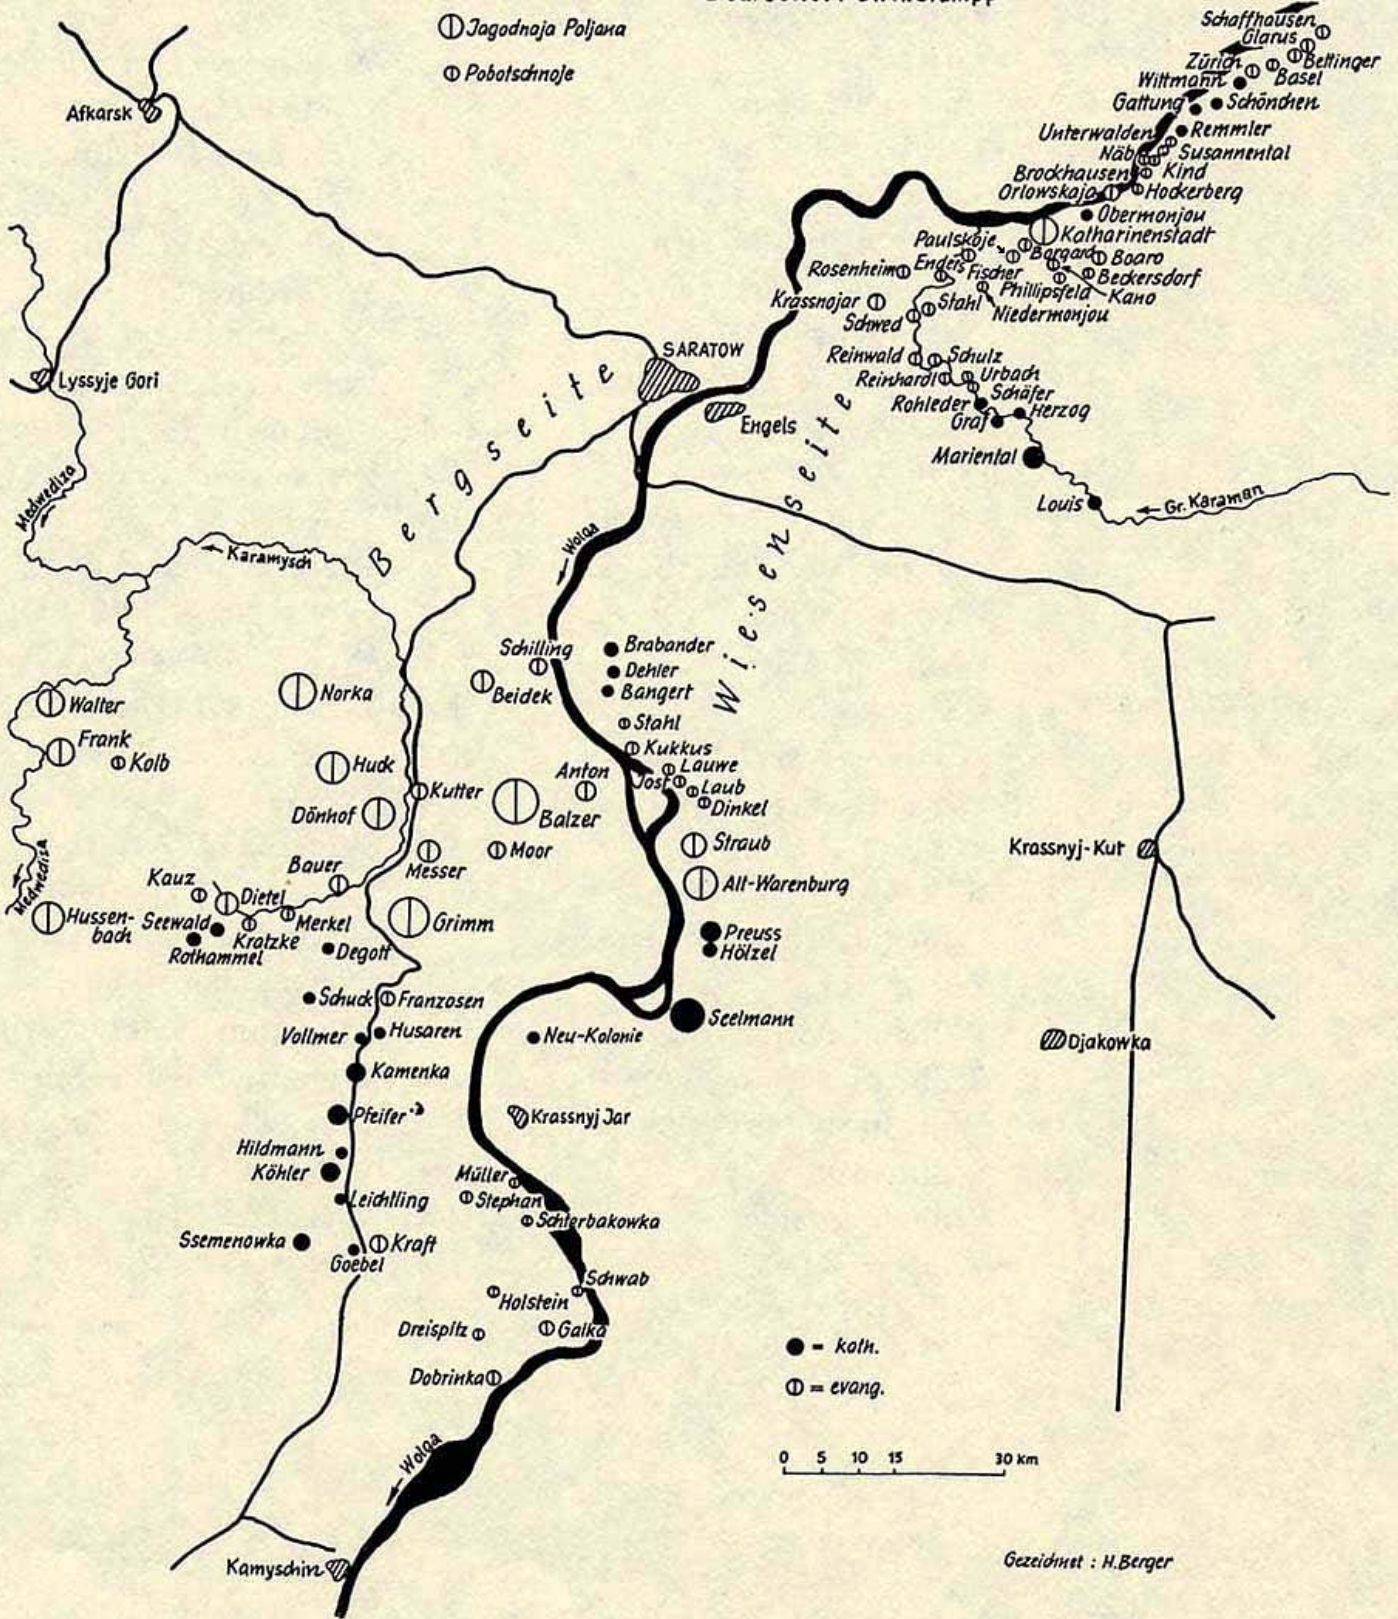 Jagodnaja Poljana
Pobotschnoje
Schaffhausen
Glarus
Zürich
Bettinger
Wittmann
Basel
Gattung
Schönchen
Unterwalden
Remmler
Näb
Susannental
Brockhausen
Kind
Orlowskaja
Hockerberg
Obermonjou
Katharinenstadt
Paulskoje
Bargard
Boaro
Rosenheim
Enders
Fischer
Beckersdorf
Phillipsfeld
Kano
Krassnojar
Stahl
Niedermonjou
Schwed
Afkarsk
Lyssyje Gori
SARATOW
Engels
Reinwald
Schulz
Reinhardt
Urbach
Schäfer
Rohleder
Herzog
Graf
Mariental
Louis
Gr. Karaman
Bergseite
Wiesenseite
Medwediza
Karamysch
Wolga
Schilling
Brabander
Dehler
Beidek
Bangert
Walter
Norka
Stahl
Frank
Kolb
Huck
Kukkus
Anton
Lauwe
Jost
Laub
Kutter
Dinkel
Dönhof
Balzer
Straub
Moor
Messer
Bauer
Alt-Warenburg
Krassnyj-Kut
Medwediza
Kauz
Dietel
Hussen-
bach
Seewald
Merkel
Grimm
Kratzke
Rothammel
Degott
Preuss
Hölzel
Schuck
Franzosen
Seelmann
Vollmer
Husaren
Neu-Kolonie
Djakowka
Kamenka
Pfeifer
Krassnyj Jar
Hildmann
Köhler
Müller
Leichtling
Stephan
Schterbakowka
Ssemenowka
Kraft
Goebel
Schwab
Holstein
Dreispitz
Galka
Dobrinka
= kath.
= evang.
Wolga
0 5 10 15 30 km
Kamyschin
Gezeichnet : H. Berger